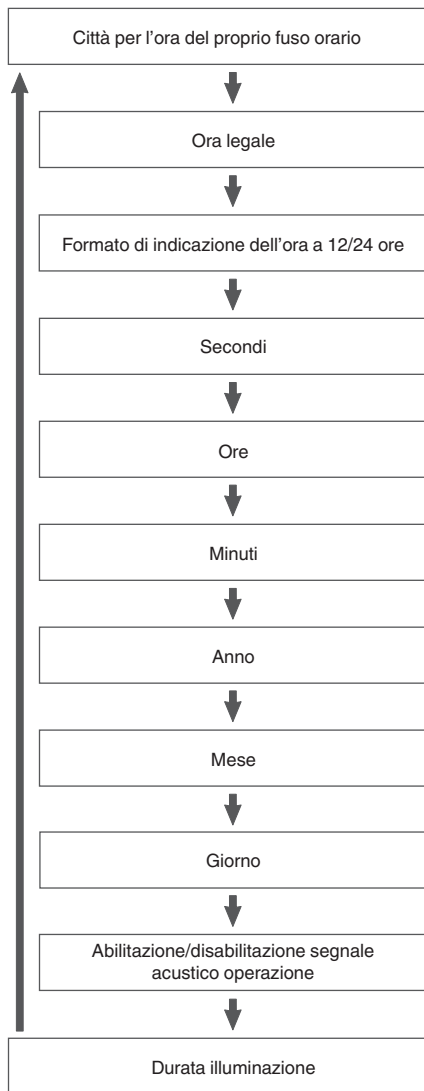 Città per l'ora del proprio fuso orario
Ora legale
Formato di indicazione dell'ora a 12/24 ore
Secondi
Ore
Minuti
Anno
Mese
Giorno
Abilitazione/disabilitazione segnale
acustico operazione
Durata illuminazione